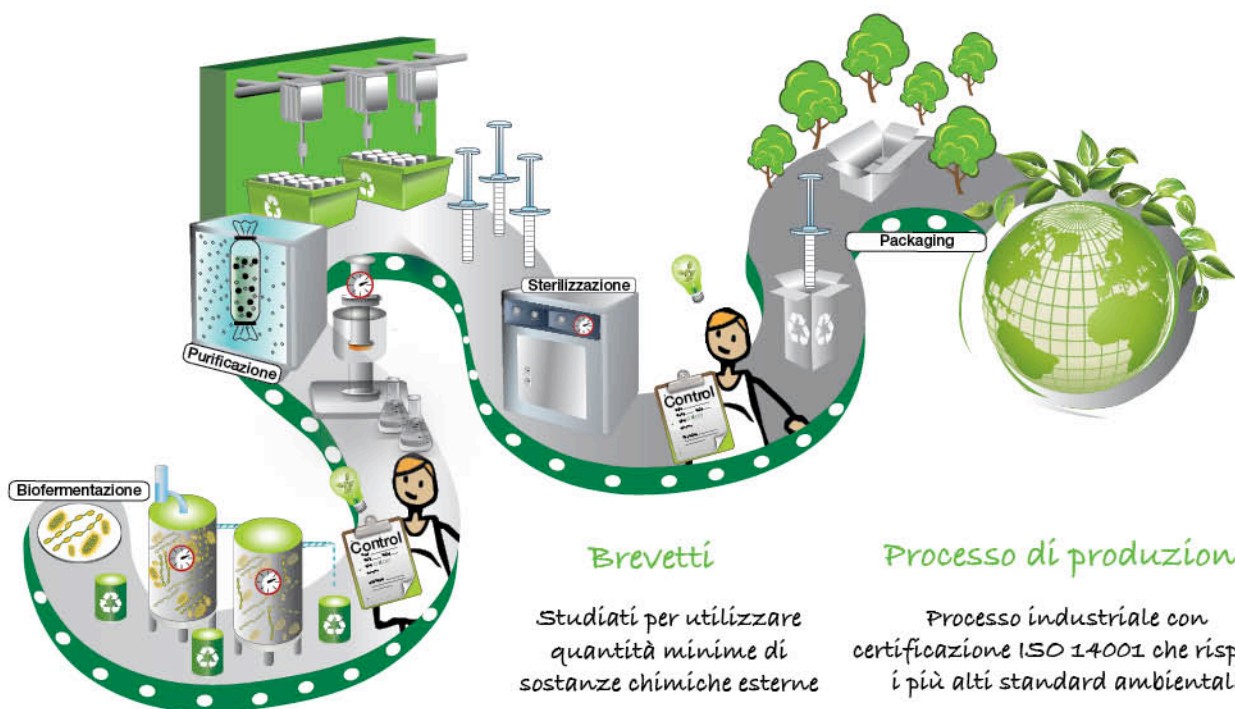 Sterilizzazione
Packaging
Purificazione
Control
Biofermentazione
Control
Brevetti
Studiati per utilizzare
quantità minime di
sostanze chimiche esterne
Processo di produzion
Processo industriale con
certificazione ISO 14001 che risp
i più alti standard ambiental